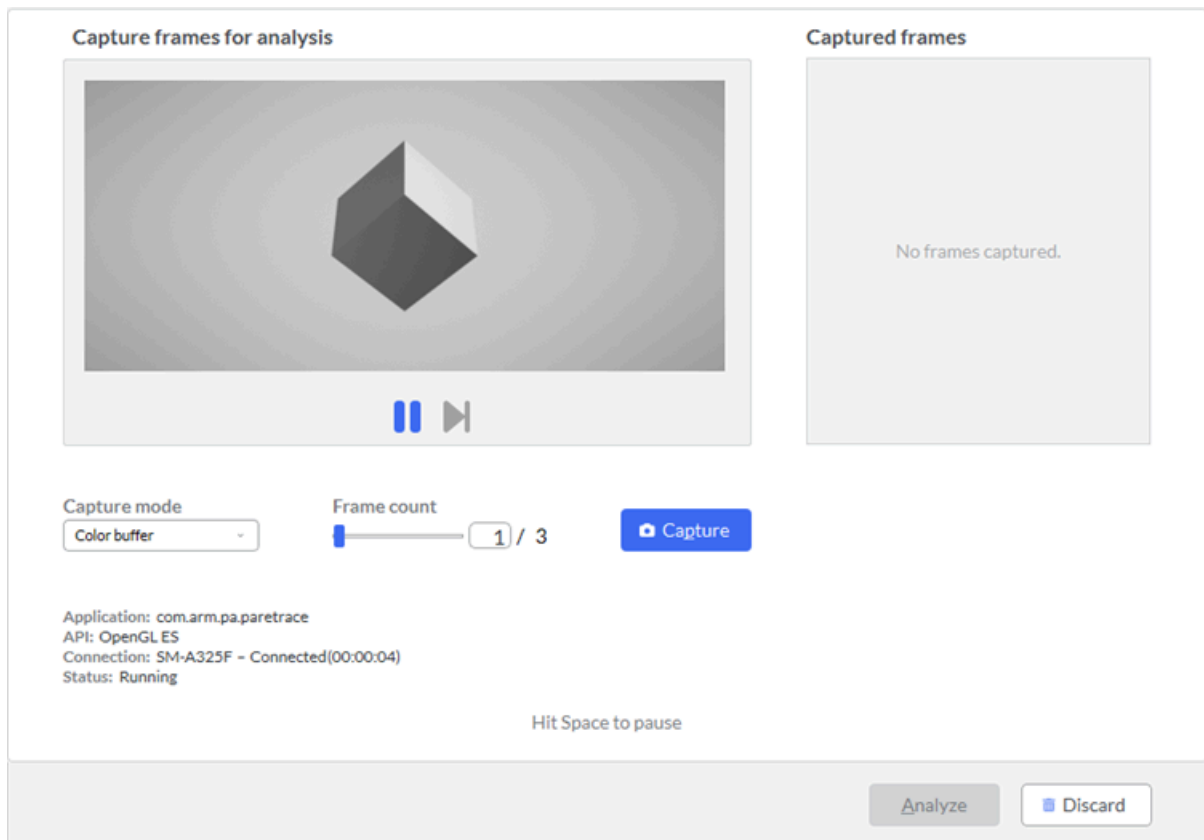 Capture frames for analysis
Captured frames
No frames captured.
Capture mode
Frame count
Color buffer
1 / 3
Capture
Application: com.arm.pa.paretrace
API: OpenGL ES
Connection: SM-A325F – Connected(00:00:04)
Status: Running
Hit Space to pause
Analyze
Discard